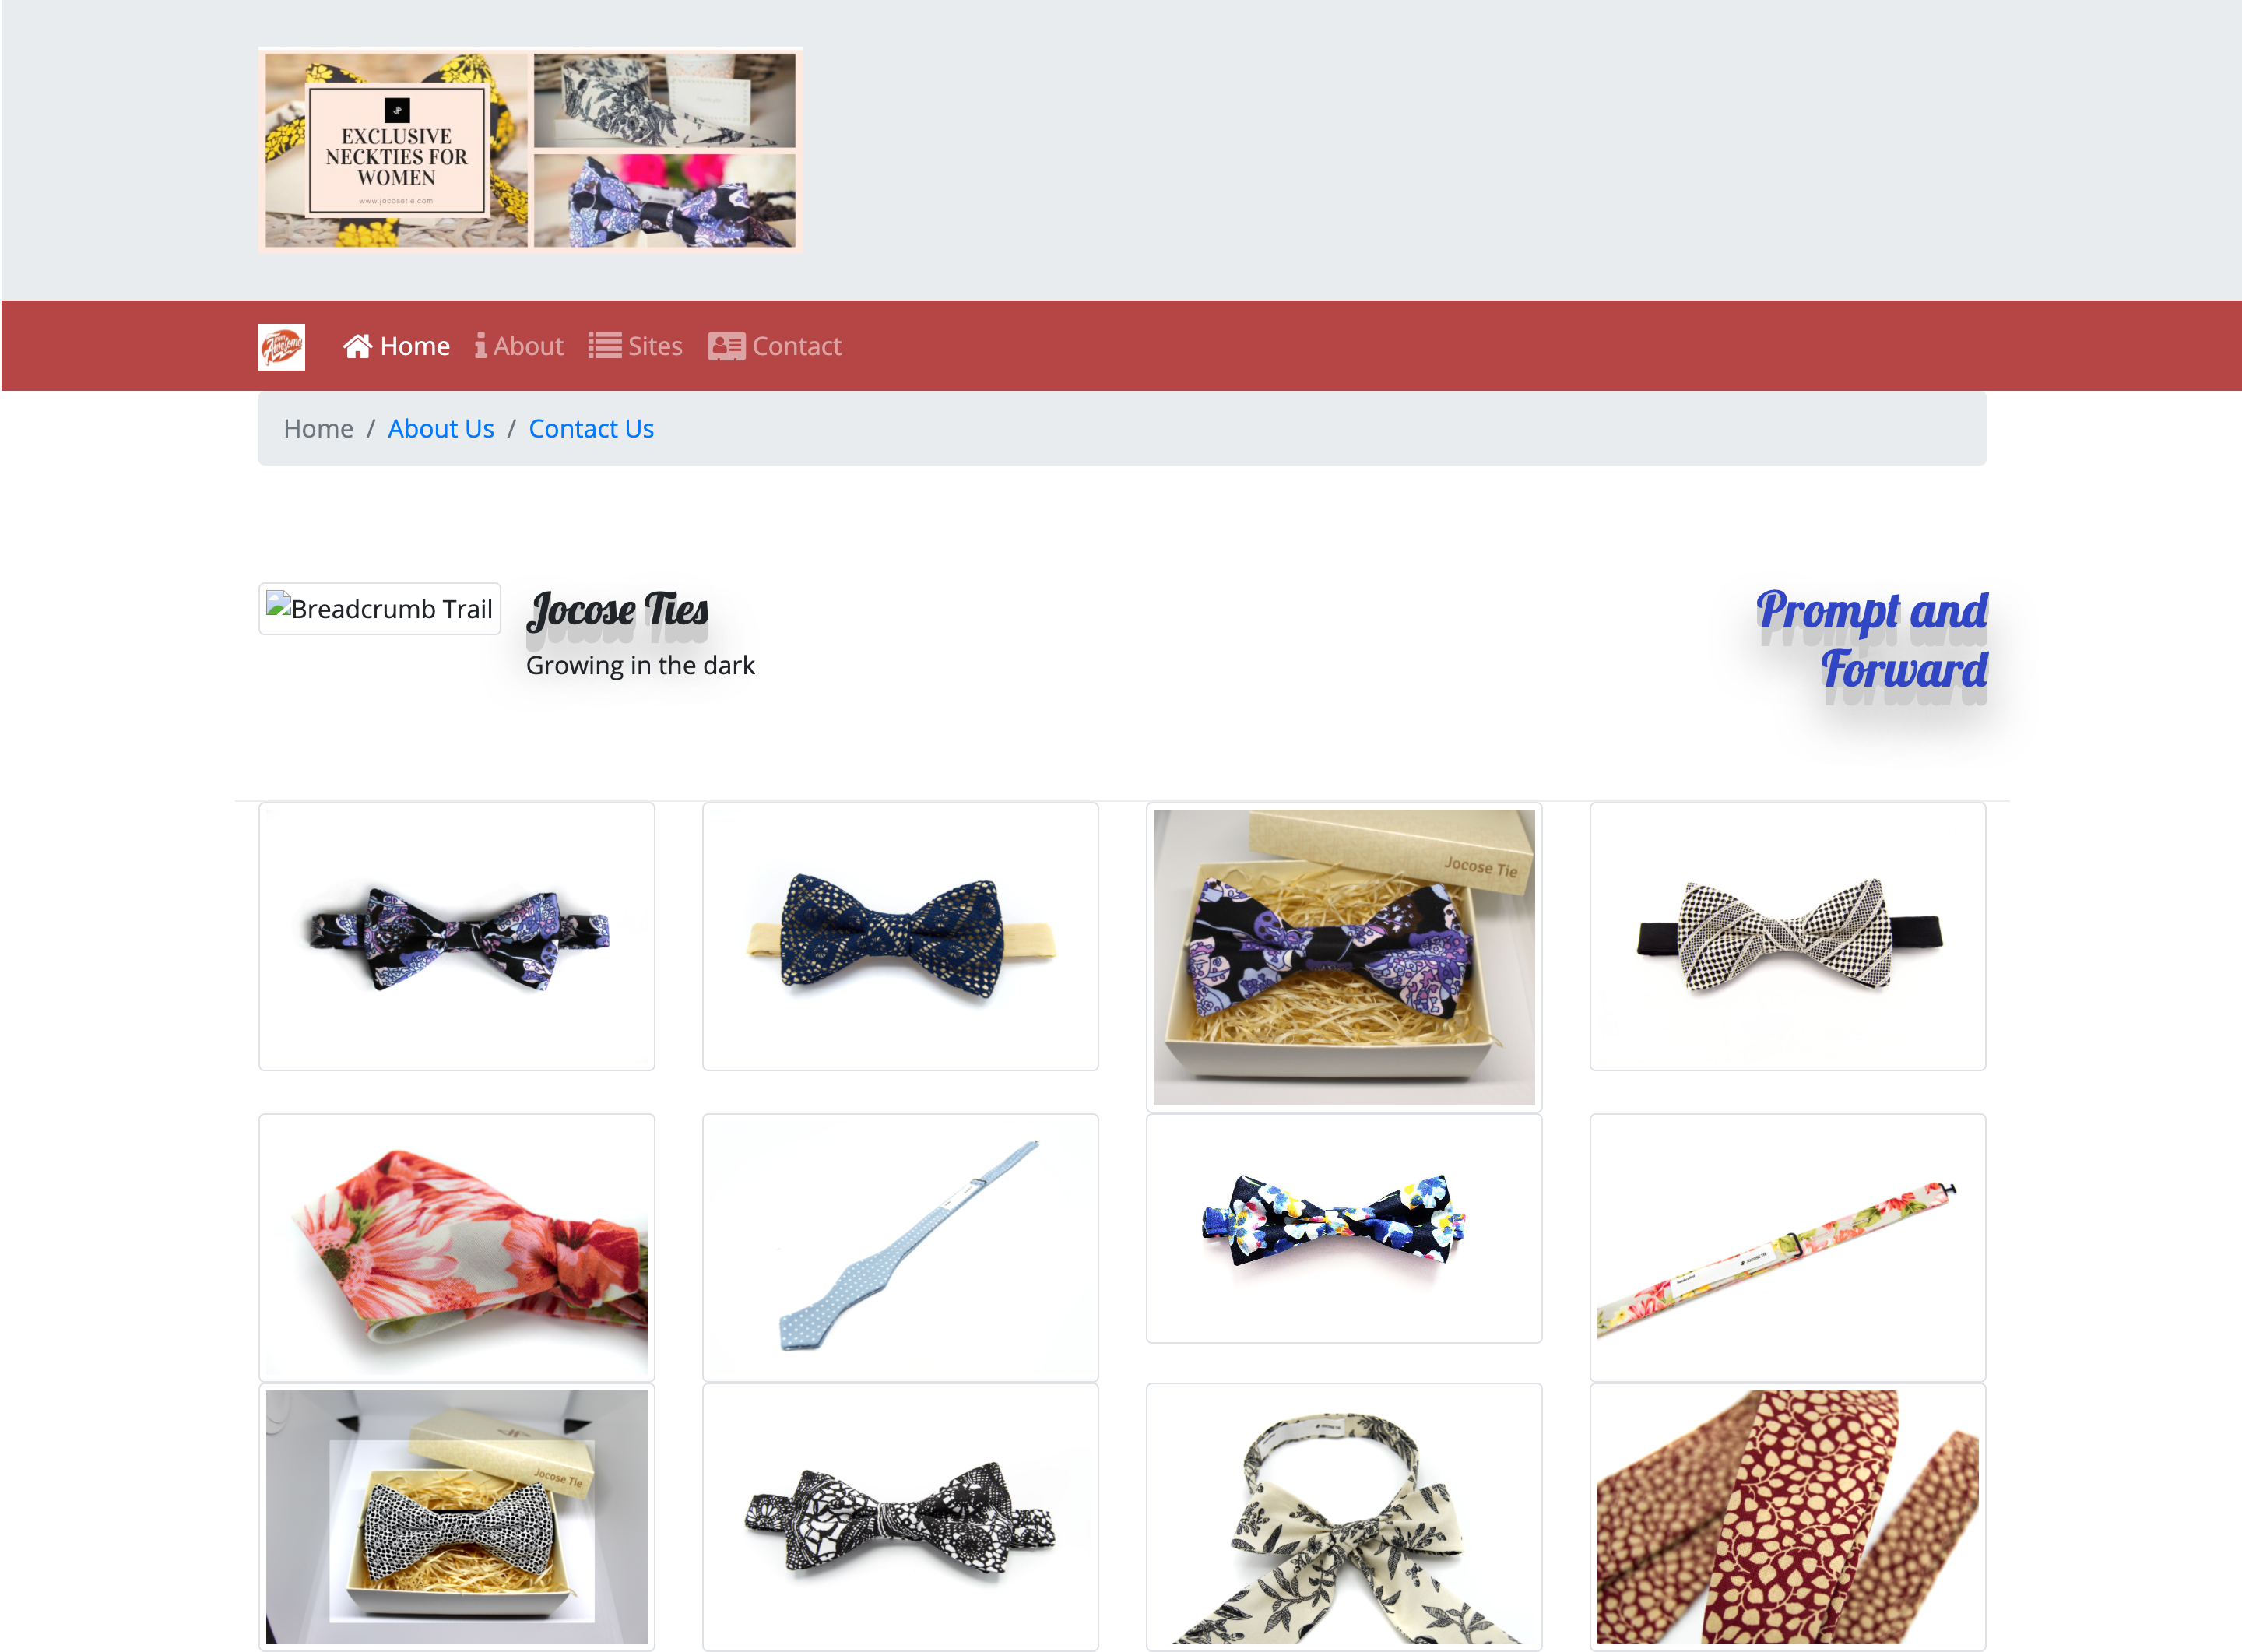 EXCLUSIVE
NECKTIES FOR
WOMEN
www.jocosetie.com
Awesome
Home About Sites Contact
Home / About Us / Contact Us
Breadcrumb Trail
Jocose Ties
Growing in the dark
Prompt and
Forward
Jocose Tie
Jocose Tie